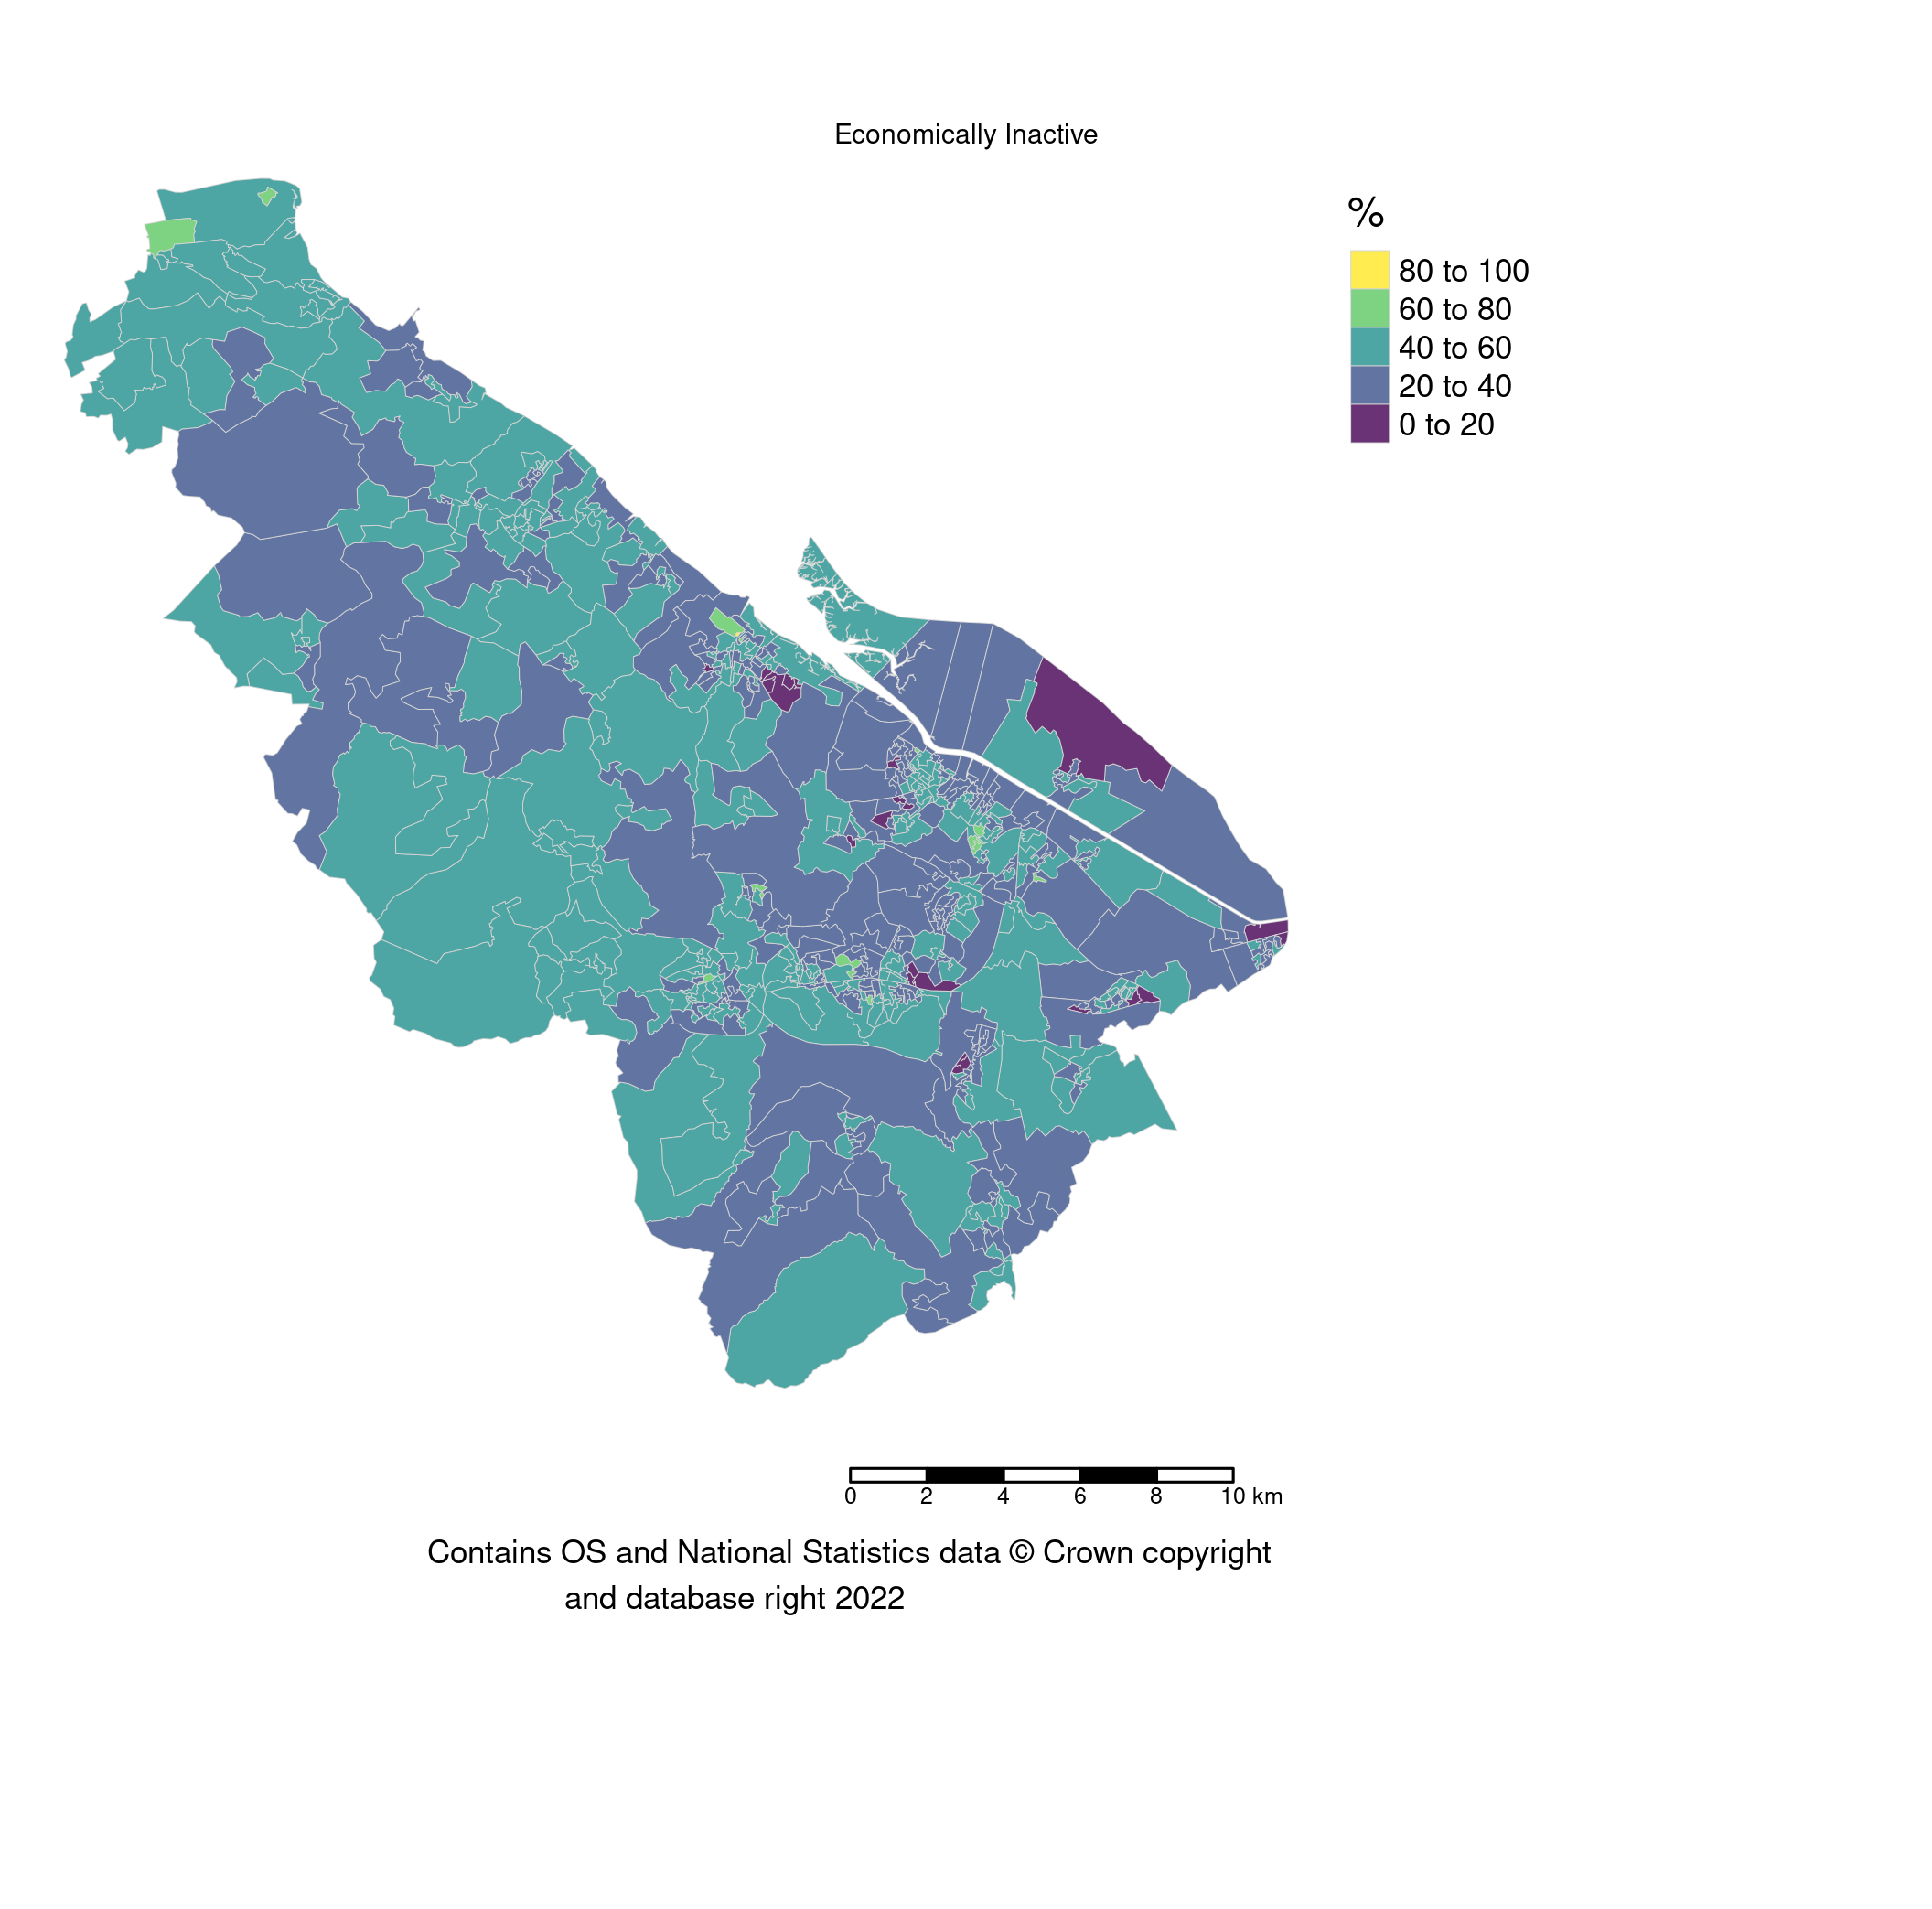 Economically Inactive
%
80 to 100
60 to 80
40 to 60
20 to 40
0 to 20
0 2 4 6 8 10 km
Contains OS and National Statistics data © Crown copyright
and database right 2022